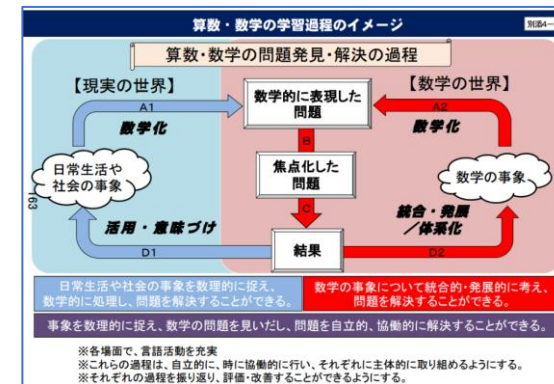 算数・数学の学習過程のイメージ
別添4－
算数・数学の問題発見・解決の過程
【現実の世界】
【数学の世界】
A1
数学的に表現した
問題
A2
数学化
数学化
B
日常生活や
社会の事象
焦点化した
問題
数学の事象
163
C
活用・意味づけ
統合・発展
／体系化
D1
結果
D2
日常生活や社会の事象を数理的に捉え、
数学的に処理し、問題を解決することができる。
数学の事象について統合的・発展的に考え、
問題を解決することができる。
事象を数理的に捉え、数学の問題を見いだし、問題を自立的、協働的に解決することができる。
※各場面で、言語活動を充実
※これらの過程は、自立的に、時に協働的に行い、それぞれに主体的に取り組めるようにする。
※それぞれの過程を振り返り、評価・改善することができるようにする。